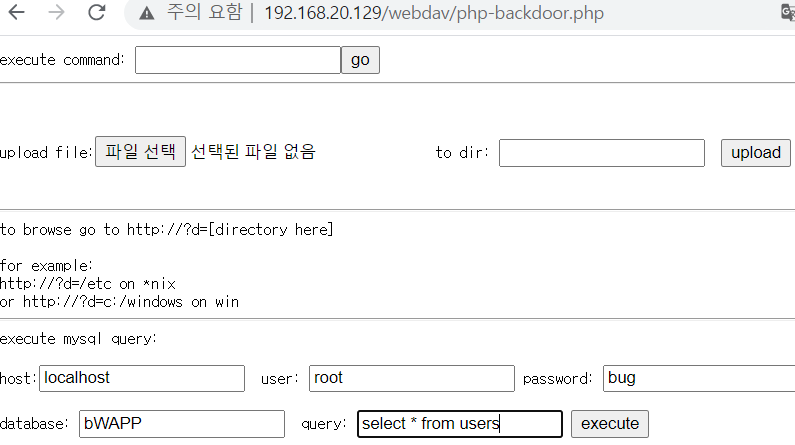 주의 요함 | 192.168.20.129/webdav/php-backdoor.php
execute command: go
upload file: 파일 선택 선택된 파일 없음 to dir: upload
to browse go to http://?d=[directory here]
for example:
http://?d=/etc on *nix
or http://?d=c:/windows on win
execute mysql query:
host: localhost user: root password: bug
database: bWAPP query: select * from users execute